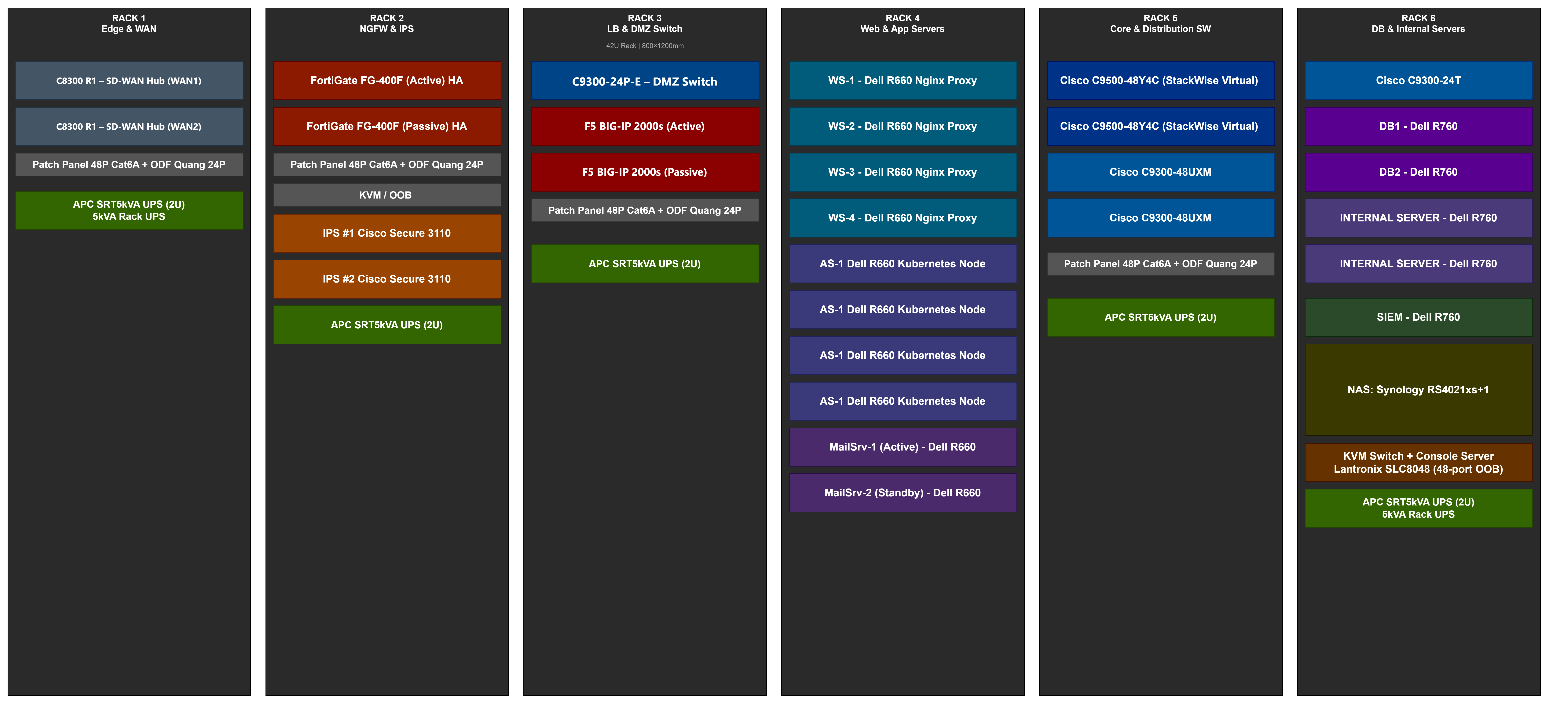 RACK 1
Edge & WAN
C8300 R1 – SD-WAN Hub (WAN1)
C8300 R1 – SD-WAN Hub (WAN2)
Patch Panel 48P Cat6A + ODF Quang 24P
APC SRT5kVA UPS (2U)
5kVA Rack UPS
RACK 2
NGFW & IPS
FortiGate FG-400F (Active) HA
FortiGate FG-400F (Passive) HA
Patch Panel 48P Cat6A + ODF Quang 24P
KVM / OOB
IPS #1 Cisco Secure 3110
IPS #2 Cisco Secure 3110
APC SRT5kVA UPS (2U)
RACK 3
LB & DMZ Switch
42U Rack | 800×1200mm
C9300-24P-E – DMZ Switch
F5 BIG-IP 2000s (Active)
F5 BIG-IP 2000s (Passive)
Patch Panel 48P Cat6A + ODF Quang 24P
APC SRT5kVA UPS (2U)
RACK 4
Web & App Servers
WS-1 - Dell R660 Nginx Proxy
WS-2 - Dell R660 Nginx Proxy
WS-3 - Dell R660 Nginx Proxy
WS-4 - Dell R660 Nginx Proxy
AS-1 Dell R660 Kubernetes Node
AS-1 Dell R660 Kubernetes Node
AS-1 Dell R660 Kubernetes Node
AS-1 Dell R660 Kubernetes Node
MailSrv-1 (Active) - Dell R660
MailSrv-2 (Standby) - Dell R660
RACK 5
Core & Distribution SW
Cisco C9500-48Y4C (StackWise Virtual)
Cisco C9500-48Y4C (StackWise Virtual)
Cisco C9300-48UXM
Cisco C9300-48UXM
Patch Panel 48P Cat6A + ODF Quang 24P
APC SRT5kVA UPS (2U)
RACK 6
DB & Internal Servers
Cisco C9300-24T
DB1 - Dell R760
DB2 - Dell R760
INTERNAL SERVER - Dell R760
INTERNAL SERVER - Dell R760
SIEM - Dell R760
NAS: Synology RS4021xs+1
KVM Switch + Console Server
Lantronix SLC8048 (48-port OOB)
APC SRT5kVA UPS (2U)
5kVA Rack UPS